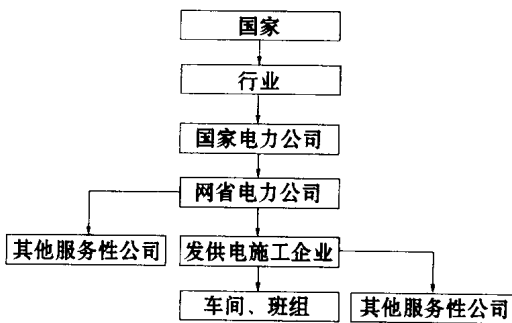 国家
行业
国家电力公司
网省电力公司
其他服务性公司
发供电施工企业
车间、班组
其他服务性公司